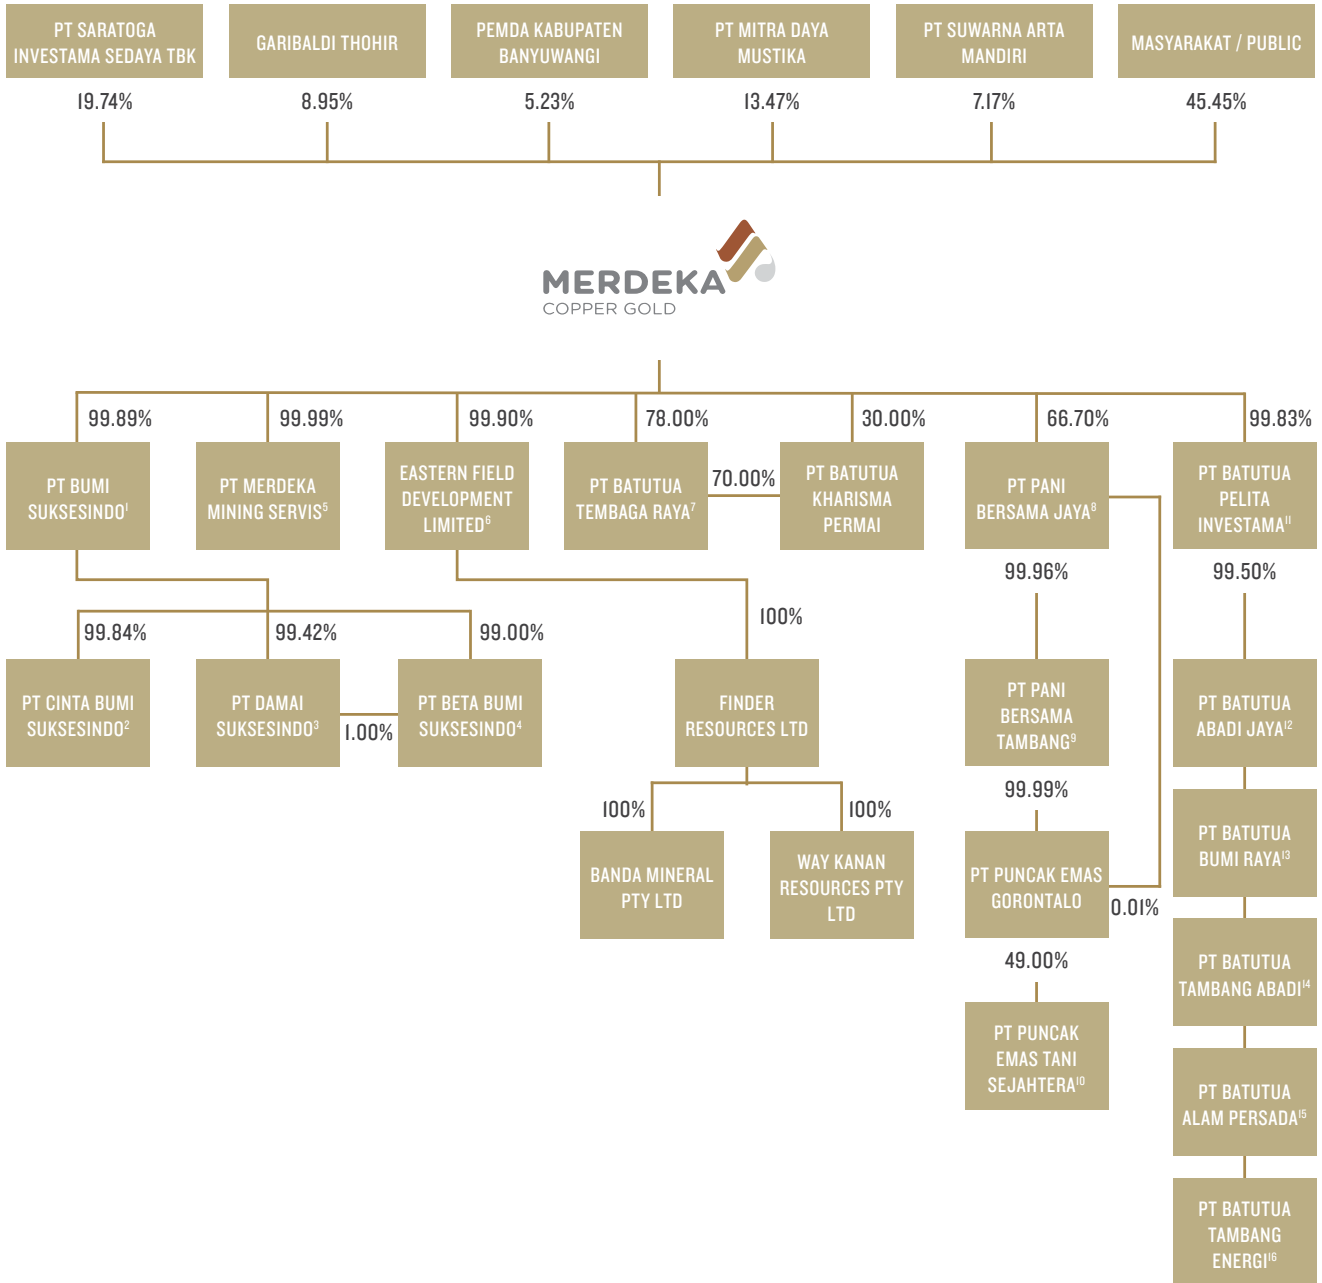 PT SARATOGA
INVESTAMA SEDAYA TBK
GARIBALDI THOHIR
PEMDA KABUPATEN
BANYUWANGI
PT MITRA DAYA
MUSTIKA
PT SUWARNA ARTA
MANDIRI
MASYARAKAT / PUBLIC
19.74%
8.95%
5.23%
13.47%
7.17%
45.45%
MERDEKA
COPPER GOLD
99.89%
99.99%
99.90%
78.00%
30.00%
66.70%
99.83%
PT BUMI
SUKSESINDO¹
PT MERDEKA
MINING SERVIS⁵
EASTERN FIELD
DEVELOPMENT
LIMITED⁶
PT BATUTUA
TEMBAGA RAYA⁷
70.00%
PT BATUTUA
KHARISMA
PERMAI
PT PANI
BERSAMA JAYA⁸
PT BATUTUA
PELITA
INVESTAMA¹¹
99.96%
99.50%
99.84%
99.42%
99.00%
100%
PT CINTA BUMI
SUKSESINDO²
PT DAMAI
SUKSESINDO³
1.00%
PT BETA BUMI
SUKSESINDO⁴
FINDER
RESOURCES LTD
PT PANI
BERSAMA
TAMBANG⁹
PT BATUTUA
ABADI JAYA¹²
99.99%
100%
100%
BANDA MINERAL
PTY LTD
WAY KANAN
RESOURCES PTY
LTD
PT PUNCAK EMAS
GORONTALO
0.01%
PT BATUTUA
BUMI RAYA¹³
49.00%
PT BATUTUA
TAMBANG ABADI¹⁴
PT PUNCAK
EMAS TANI
SEJAHTERA¹⁰
PT BATUTUA
ALAM PERSADA¹⁵
PT BATUTUA
TAMBANG
ENERGI¹⁶